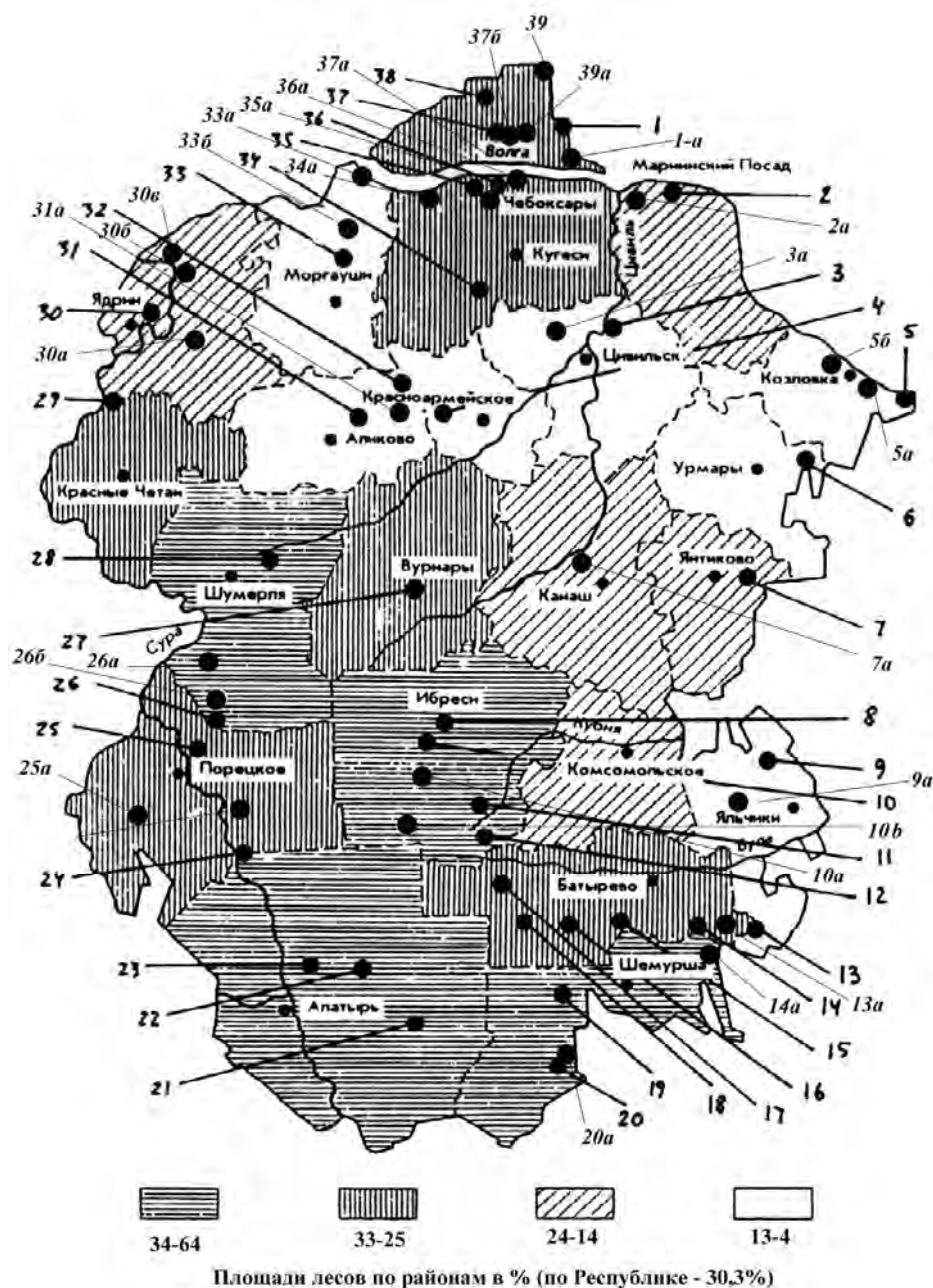 39
37б
37а 38 39а
36а 37
35а 36 1
33а 35 1-а
33б 34 34а Волга Мариинский Посад
33 2
30в 32 Чебоксары 2а
31а 30б Цивиль
31 Моргауши Кугеси 3а
3
Ядрин 4
30 5б 5
30а Цивильск Козловка
29 Красноармейское
Аликово 5а
Урмары
Красные Четаи 6
28 Вурнары Янтиково
Шумерля Канаш
27 7
Сура 7а
26б 26а
26 Ибреси 8
25 Кубня
Порецкое Комсомольское 9
25а 9а
10
Яльчики
10b
24 11
10а
Батырево 12
23 Шемурша 13
14а 14 13а
22 Алатырь
15
21 19 16
20 18 17
20а
34-64 33-25 24-14 13-4
Площади лесов по районам в % (по Республике - 30,3%)